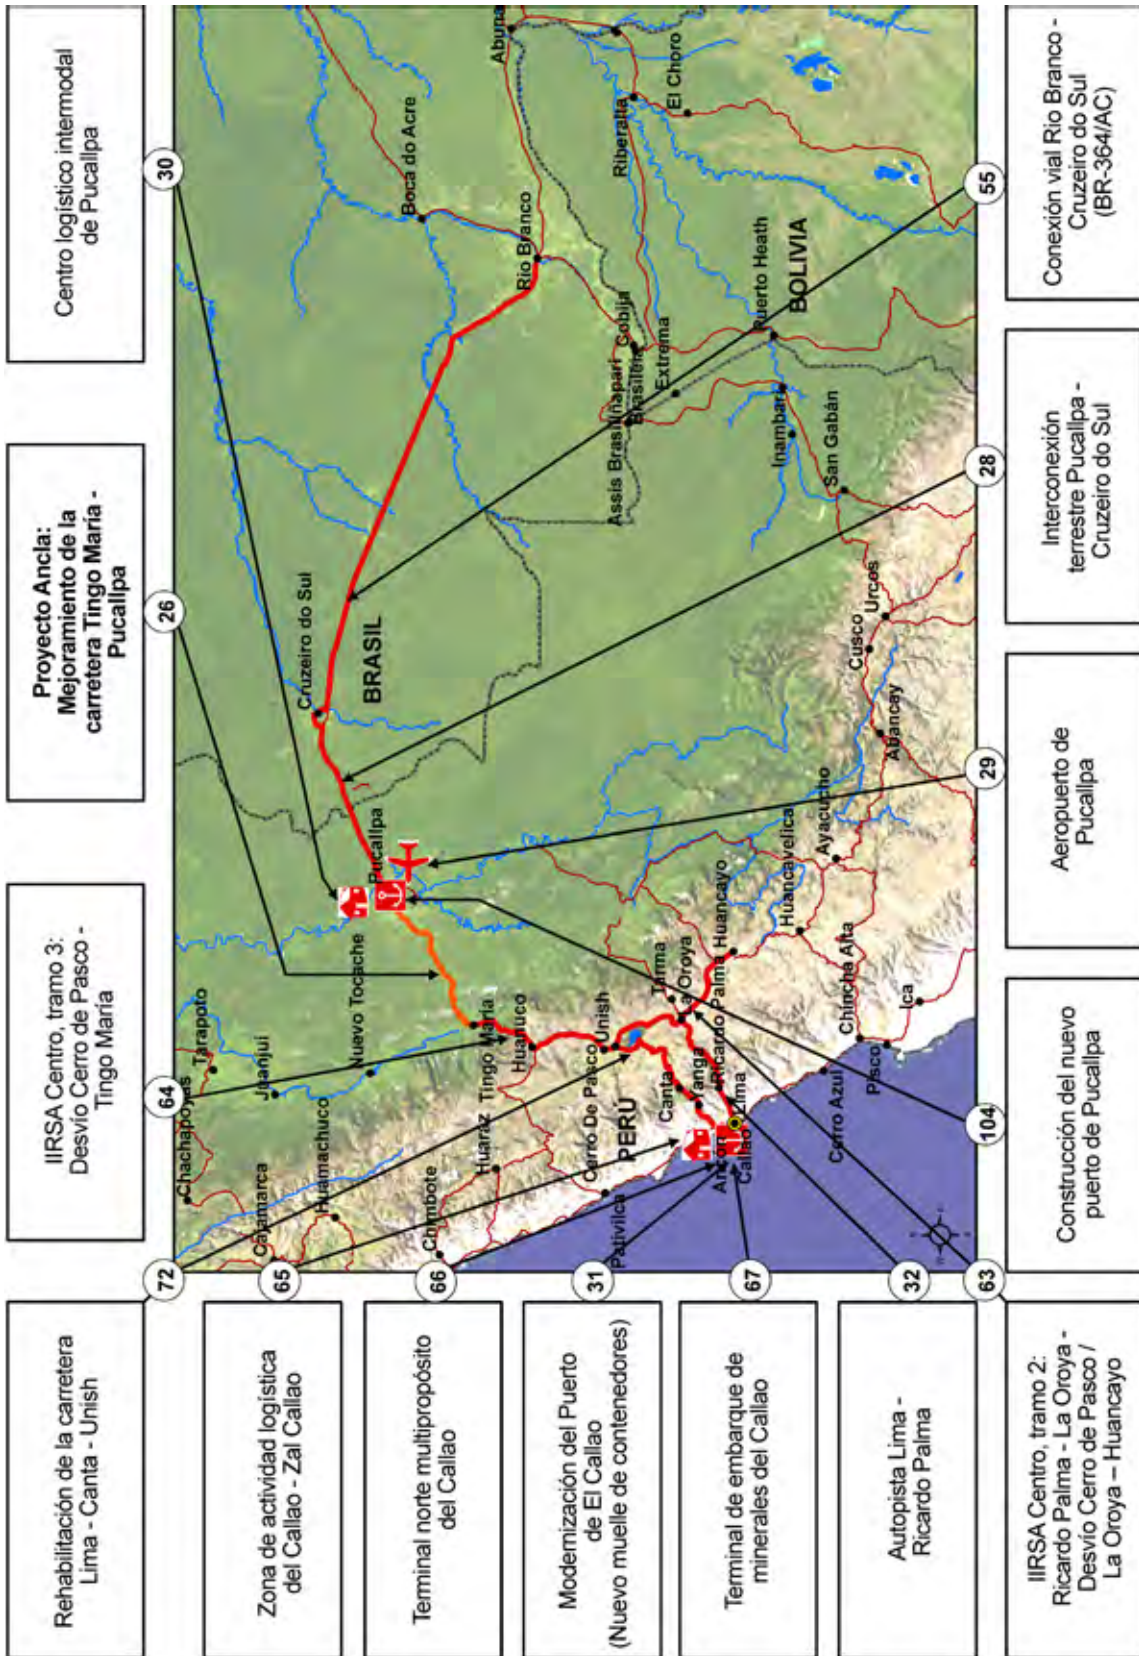 Rehabilitación de la carretera
Lima - Canta - Unish
72
IIRSA Centro, tramo 3:
Desvío Cerro de Pasco -
Tingo María
64
Proyecto Ancla:
Mejoramiento de la
carretera Tingo María -
Pucallpa
26
Centro logístico intermodal
de Pucallpa
30
Zona de actividad logística
del Callao - Zal Callao
65
Terminal norte multipropósito
del Callao
66
Modernización del Puerto
de El Callao
(Nuevo muelle de contenedores)
31
Terminal de embarque de
minerales del Callao
67
Autopista Lima -
Ricardo Palma
32
IIRSA Centro, tramo 2:
Ricardo Palma - La Oroya -
Desvío Cerro de Pasco /
La Oroya – Huancayo
63
Construcción del nuevo
puerto de Pucallpa
104
Aeropuerto de
Pucallpa
29
Interconexión
terrestre Pucallpa -
Cruzeiro do Sul
28
Conexión vial Rio Branco -
Cruzeiro do Sul
(BR-364/AC)
55
Chachapoyas
Tarapoto
Cajamarca
Juanjuí
Huamachuco
Nuevo Tocache
Chimbote
Huaraz
Tingo María
Huanuco
Pucallpa
Cruzeiro do Sul
BRASIL
Boca do Acre
Rio Branco
Abuna
Pativilca
Cerro De Pasco
Unish
PERÚ
Canta
Yanga
Tarma
La Oroya
Ricardo Palma
Huancayo
Ancón
Callao
Lima
Assis Brasil
Iñapari
Brasileia
Cobija
Extrema
Riberalta
El Choro
Puerto Heath
BOLIVIA
Inambari
San Gabán
Cerro Azul
Chincha Alta
Pisco
Ica
Huancavelica
Ayacucho
Abancay
Cusco
Urcos